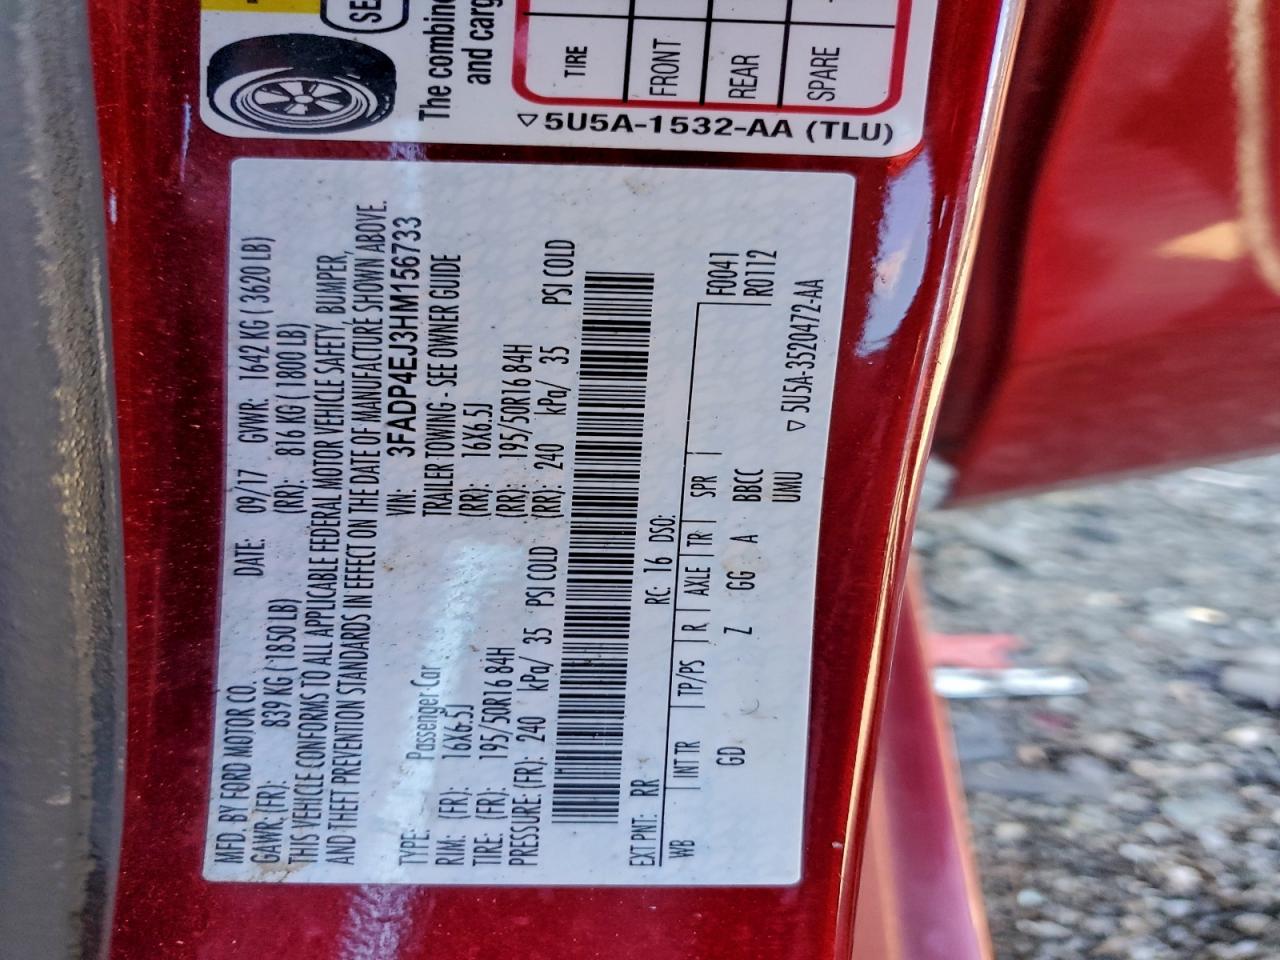 SE
The combine
and carg
TIRE
FRONT
REAR
SPARE
5U5A-1532-AA (TLU)
MFD. BY FORD MOTOR CO. DATE: 09/17 GVWR: 1642 KG ( 3620 LB)
GAWR:(FR): 839 KG ( 1850 LB) (RR): 816 KG ( 1800 LB)
THIS VEHICLE CONFORMS TO ALL APPLICABLE FEDERAL MOTOR VEHICLE SAFETY, BUMPER,
AND THEFT PREVENTION STANDARDS IN EFFECT ON THE DATE OF MANUFACTURE SHOWN ABOVE.
VIN: 3FADP4EJ3HM156733
TYPE: Passenger Car TRAILER TOWING - SEE OWNER GUIDE
RIM: (FR): 16X6.5J (RR): 16X6.5J
TIRE: (FR): 195/50R16 84H (RR): 195/50R16 84H
PRESSURE: (FR): 240 kPa/ 35 PSI COLD (RR): 240 kPa/ 35 PSI COLD
EXT PNT: RR RC: 16 DSO: F0041
WB INT TR TP/PS R AXLE TR SPR R0112
GD Z GG A BBCC
UMU
5U5A-3520472-AA